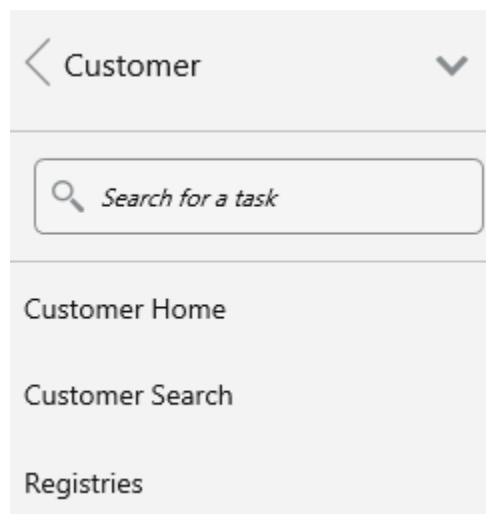 Customer
Search for a task
Customer Home
Customer Search
Registries